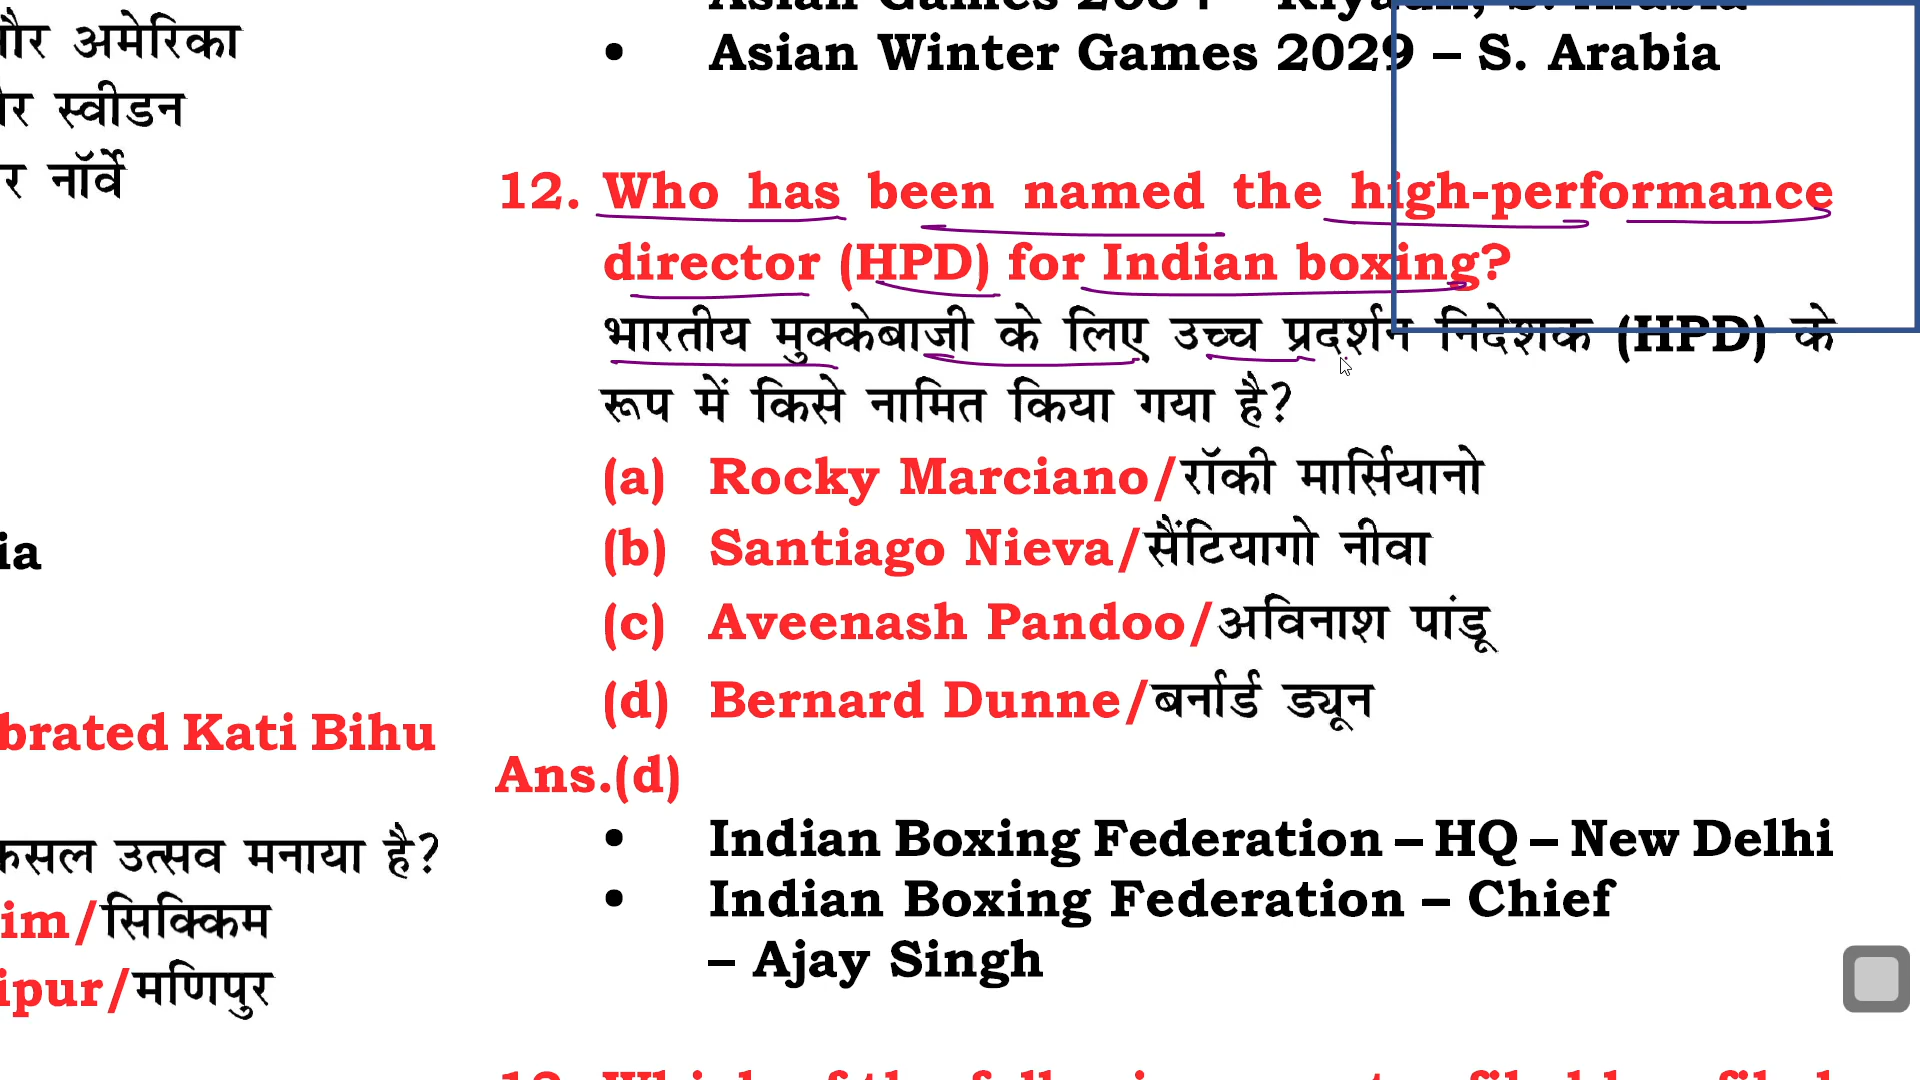 और अमेरिका
और स्वीडन
नॉर्वे
ia
brated Kati Bihu
फसल उत्सव मनाया है?
im/सिक्किम
ipur/मणिपुर
• Asian Winter Games 2029 – S. Arabia
12. Who has been named the high-performance
director (HPD) for Indian boxing?
भारतीय मुक्केबाजी के लिए उच्च प्रदर्शन निदेशक (HPD) के
रूप में किसे नामित किया गया है?
(a) Rocky Marciano/रॉकी मार्सियानो
(b) Santiago Nieva/सैंटियागो नीवा
(c) Aveenash Pandoo/अविनाश पांडू
(d) Bernard Dunne/बर्नार्ड ड्यून
Ans.(d)
• Indian Boxing Federation – HQ – New Delhi
• Indian Boxing Federation – Chief
– Ajay Singh